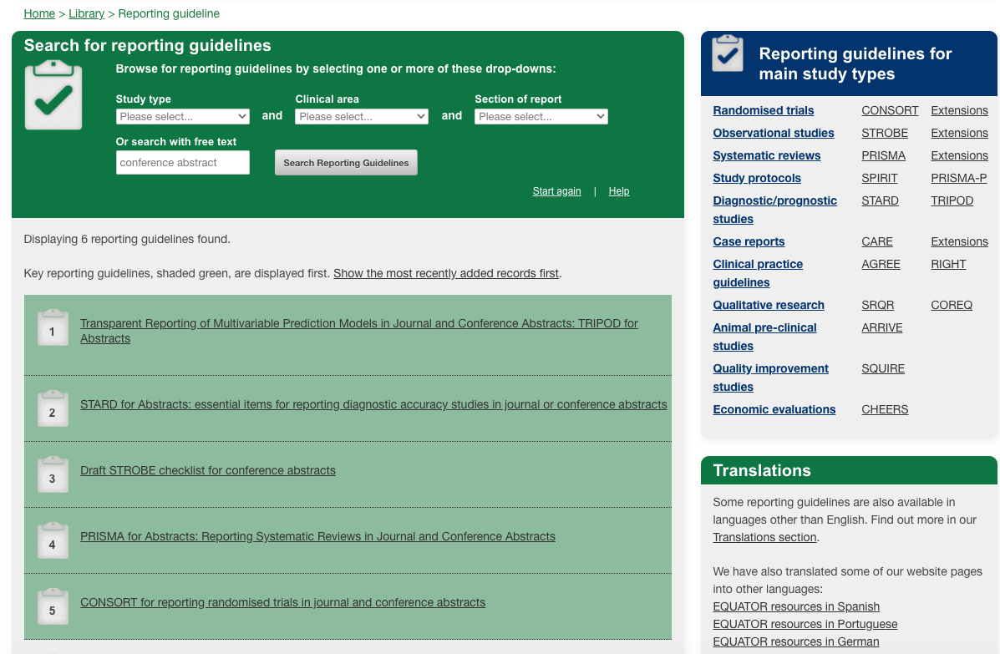 Home > Library > Reporting guideline
Search for reporting guidelines
Browse for reporting guidelines by selecting one or more of these drop-downs:
Study type
Please select...
and
Clinical area
Please select...
and
Section of report
Please select...
Or search with free text
conference abstract
Search Reporting Guidelines
Start again | Help
Displaying 6 reporting guidelines found.
Key reporting guidelines, shaded green, are displayed first. Show the most recently added records first.
1
Transparent Reporting of Multivariable Prediction Models in Journal and Conference Abstracts: TRIPOD for
Abstracts
2
STARD for Abstracts: essential items for reporting diagnostic accuracy studies in journal or conference abstracts
3
Draft STROBE checklist for conference abstracts
4
PRISMA for Abstracts: Reporting Systematic Reviews in Journal and Conference Abstracts
5
CONSORT for reporting randomised trials in journal and conference abstracts
Reporting guidelines for
main study types
Randomised trials CONSORT Extensions
Observational studies STROBE Extensions
Systematic reviews PRISMA Extensions
Study protocols SPIRIT PRISMA-P
Diagnostic/prognostic STARD TRIPOD
studies
Case reports CARE Extensions
Clinical practice AGREE RIGHT
guidelines
Qualitative research SRQR COREQ
Animal pre-clinical ARRIVE
studies
Quality improvement SQUIRE
studies
Economic evaluations CHEERS
Translations
Some reporting guidelines are also available in
languages other than English. Find out more in our
Translations section.
We have also translated some of our website pages
into other languages:
EQUATOR resources in Spanish
EQUATOR resources in Portuguese
EQUATOR resources in German